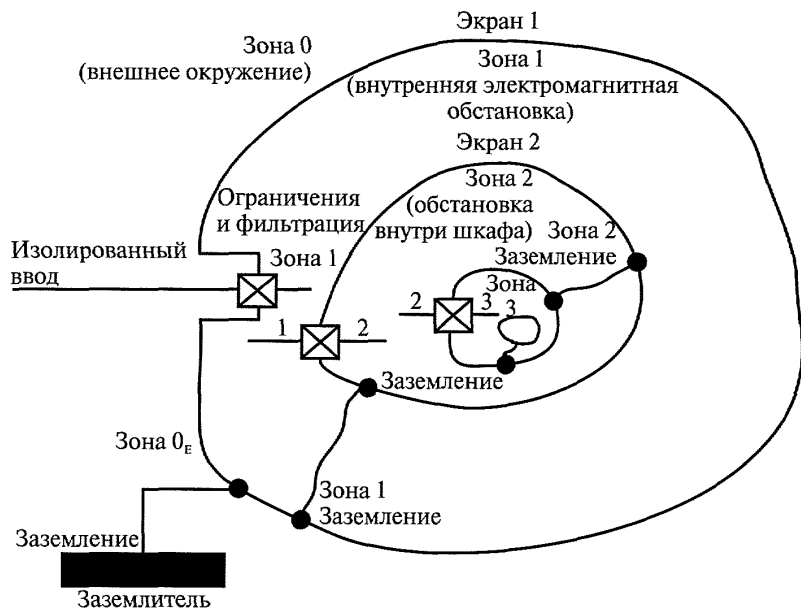 Экран 1
Зона 0
(внешнее окружение)
Зона 1
(внутренняя электромагнитная
обстановка)
Экран 2
Зона 2
(обстановка
внутри шкафа)
Ограничения
и фильтрация
Изолированный
ввод
Зона 1
Зона 2
Заземление
Зона
3
2
3
1
2
Заземление
Зона 0E
Зона 1
Заземление
Заземление
Заземлитель